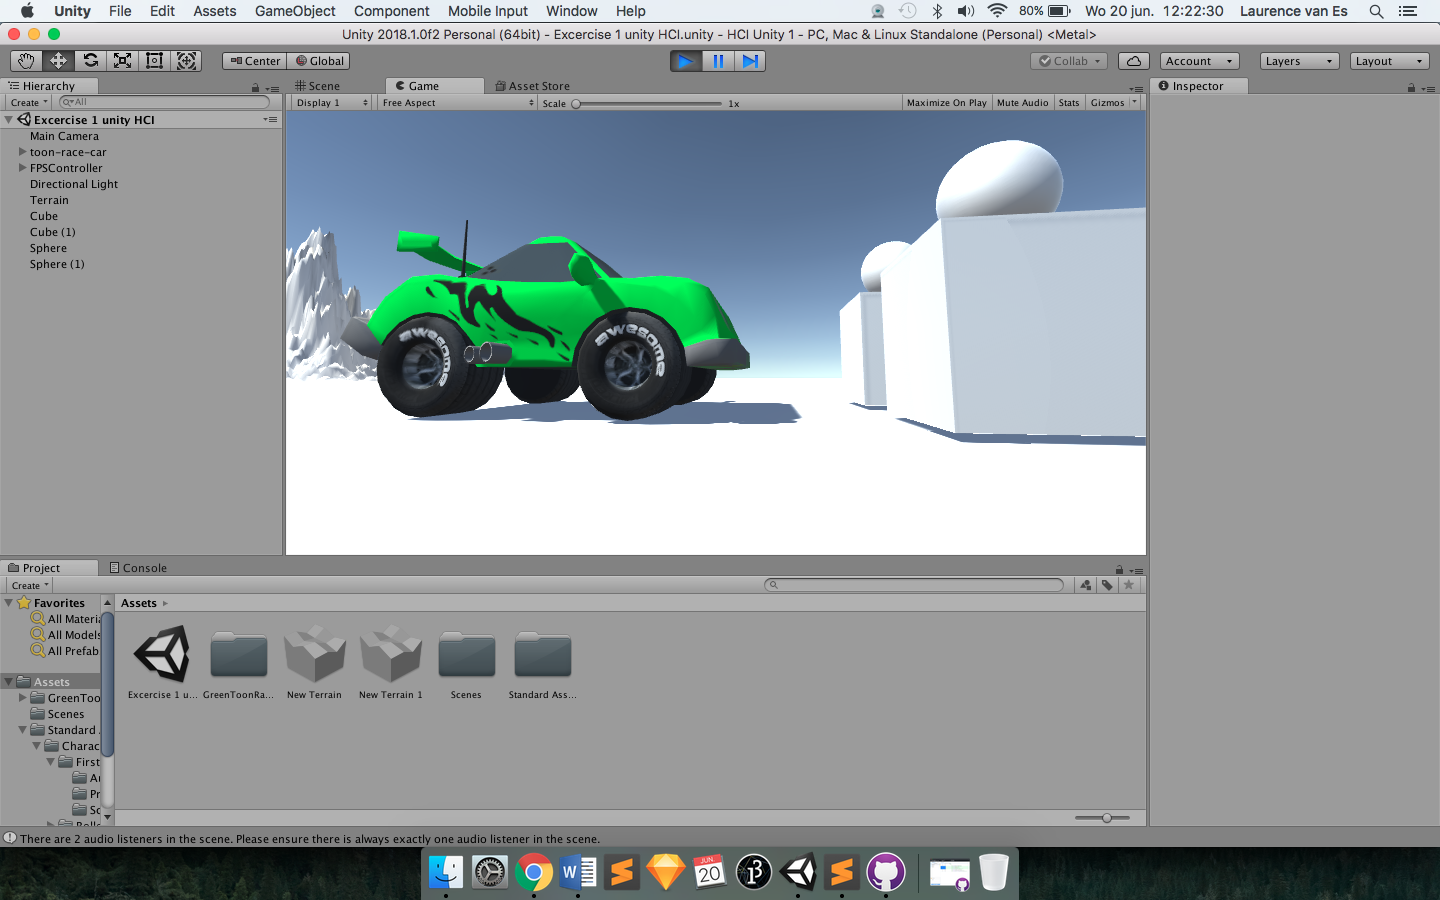 Unity File Edit Assets GameObject Component Mobile Input Window Help 80% Wo 20 jun. 12:22:30 Laurence van Es
Unity 2018.1.0f2 Personal (64bit) - Excercise 1 unity HCI.unity - HCI Unity 1 - PC, Mac & Linux Standalone (Personal) <Metal>
Center Global Collab Account Layers Layout
Hierarchy Scene Game Asset Store Inspector
Create All Display 1 Free Aspect Scale 1x Maximize On Play Mute Audio Stats Gizmos
Excercise 1 unity HCI
Main Camera
toon-race-car
FPSController
Directional Light
Terrain
Cube
Cube (1)
Sphere
Sphere (1)
awesome
awesome
Project Console
Create
Favorites
All Materia
All Models
All Prefab
Assets
GreenToo
Scenes
Standard
Charac
First
Ar
Pr
Sc
Assets
Excercise 1 u... GreenToonRa... New Terrain New Terrain 1 Scenes Standard Ass...
There are 2 audio listeners in the scene. Please ensure there is always exactly one audio listener in the scene.
JUN
20
13